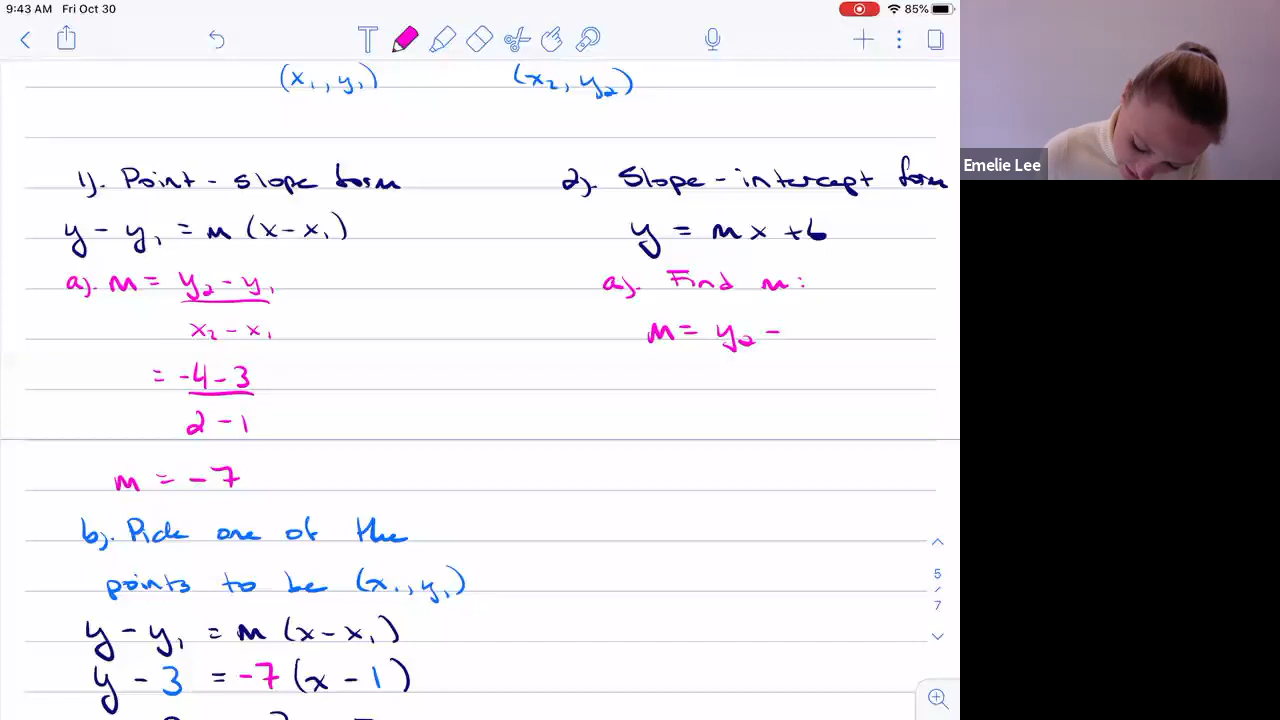 9:43 AM Fri Oct 30
85%
(x₁, y₁) (x₂, y₂)
1). Point-slope form
y - y₁ = m (x - x₁)
a). m = y₂ - y₁
x₂ - x₁
= -4 - 3
2 - 1
m = -7
b). Pick one of the
points to be (x₁, y₁)
y - y₁ = m (x - x₁)
y - 3 = -7 (x - 1)
2). Slope-intercept form
y = mx + b
a). Find m:
m = y₂ -
5
/
7
Emelie Lee